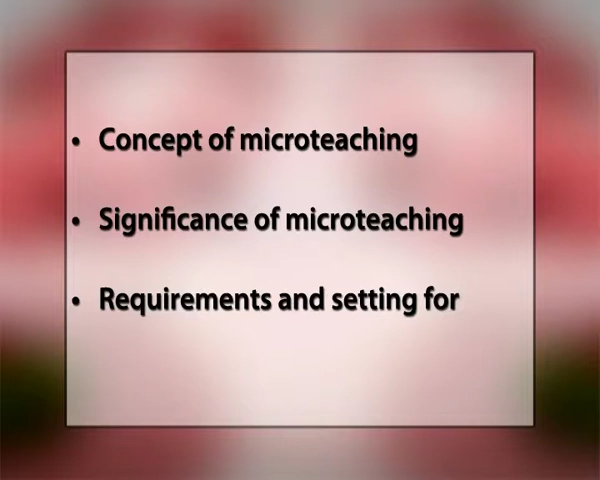 • Concept of microteaching
• Significance of microteaching
• Requirements and setting for